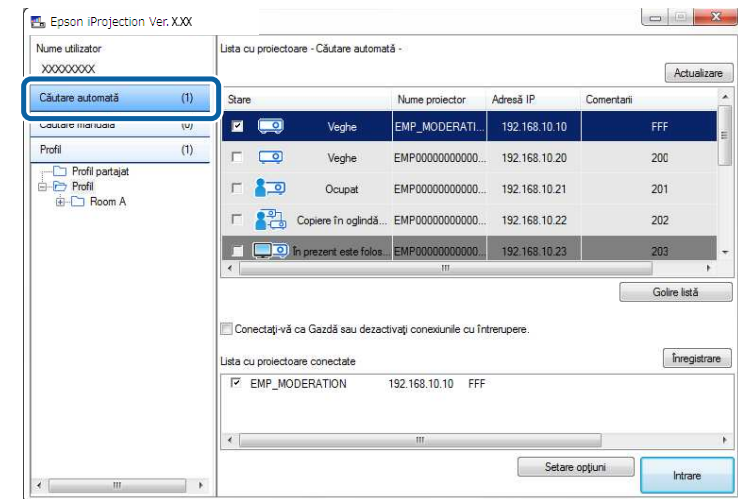 Epson iProjection Ver. X.XX
Nume utilizator
XXXXXXXX
Căutare automată (1)
Căutare manuală (0)
Profil (1)
Profil partajat
Profil
Room A
Lista cu proiectoare - Căutare automată -
Actualizare
Stare Nume proiector Adresă IP Comentarii
Veghe EMP_MODERATI... 192.168.10.10 FFF
Veghe EMP00000000000... 192.168.10.20 200
Ocupat EMP00000000000... 192.168.10.21 201
Copiere în oglindă... EMP00000000000... 192.168.10.22 202
În prezent este folos... EMP00000000000... 192.168.10.23 203
Golire listă
Conectaţi-vă ca Gazdă sau dezactivaţi conexiunile cu întrerupere.
Lista cu proiectoare conectate
Înregistrare
EMP_MODERATION 192.168.10.10 FFF
Setare opţiuni
Intrare